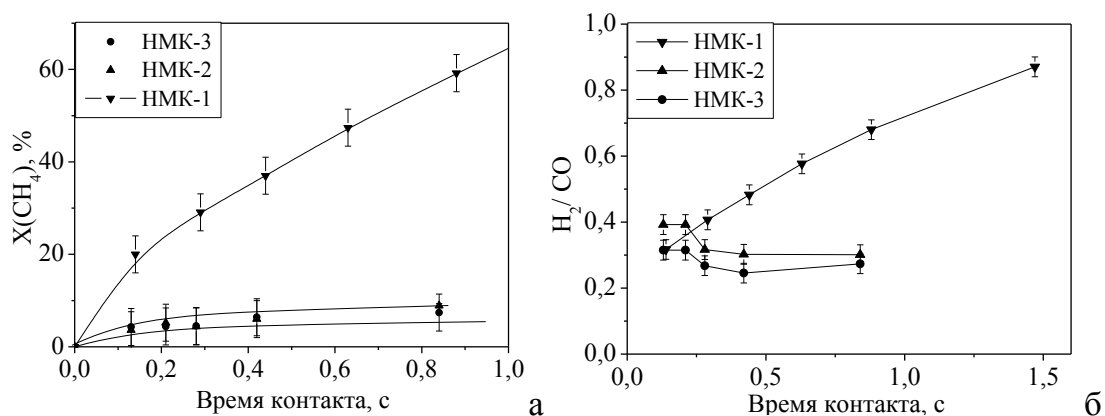 X(CH₄), %
60
40
20
0
НМК-3
НМК-2
НМК-1
0,0 0,2 0,4 0,6 0,8 1,0
Время контакта, с
а
H₂/ CO
1,0
0,8
0,6
0,4
0,2
0,0
НМК-1
НМК-2
НМК-3
0,0 0,5 1,0 1,5
Время контакта, с
б